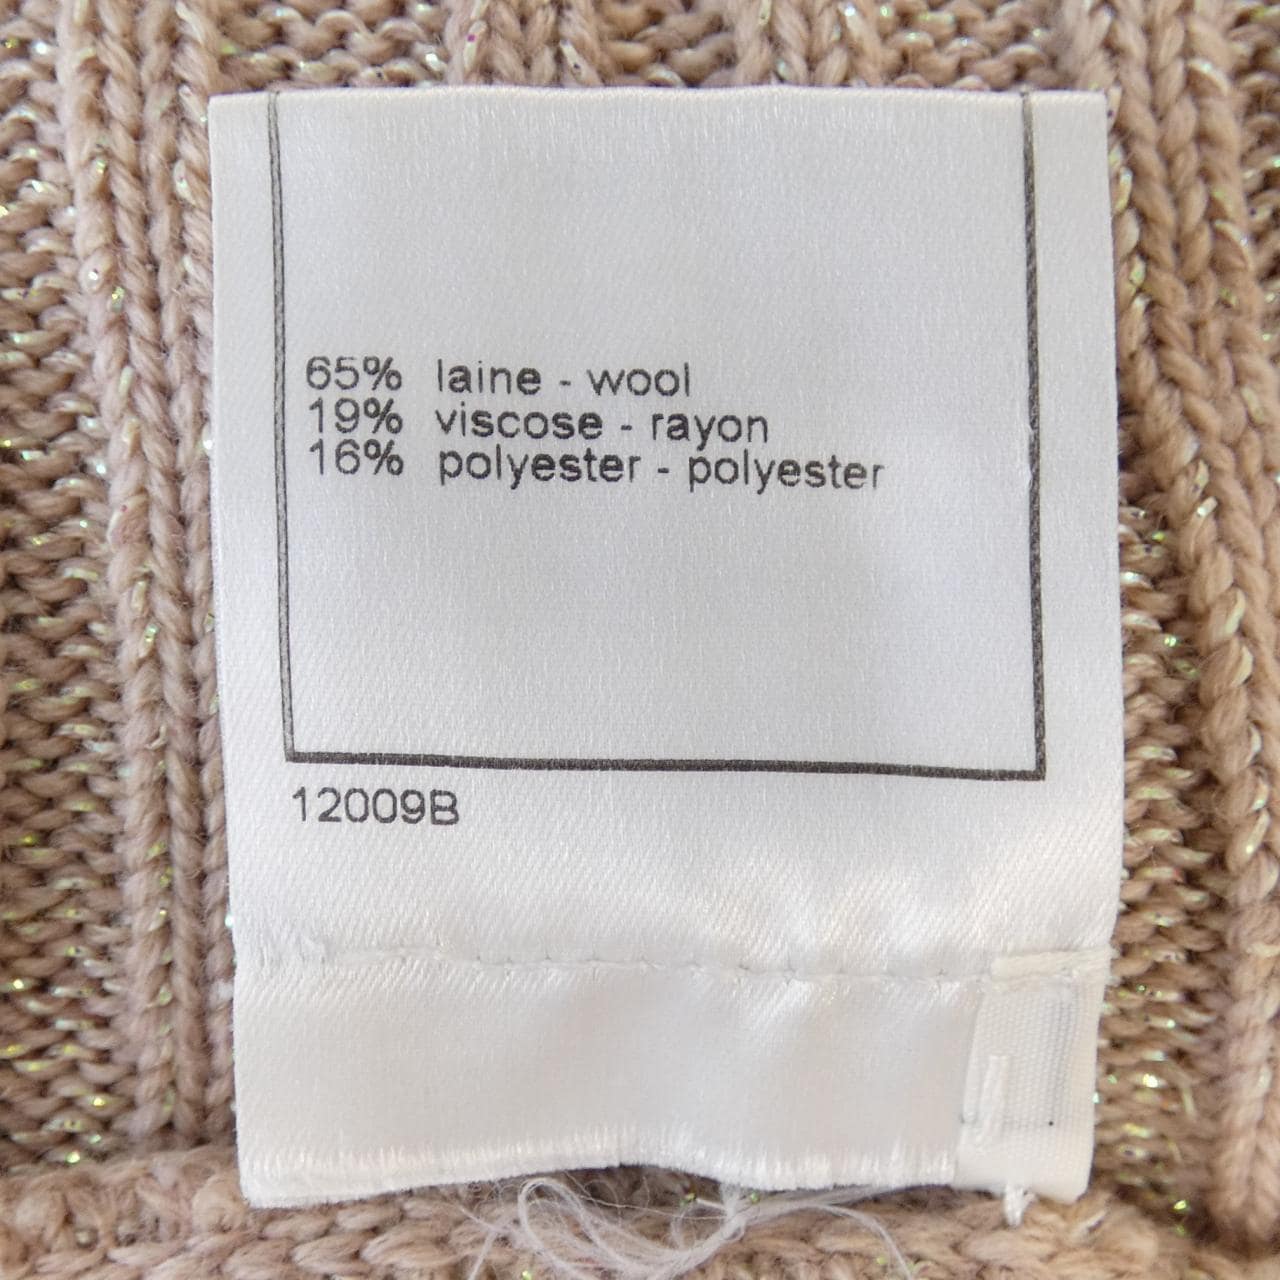 65% laine - wool
19% viscose - rayon
16% polyester - polyester
12009B